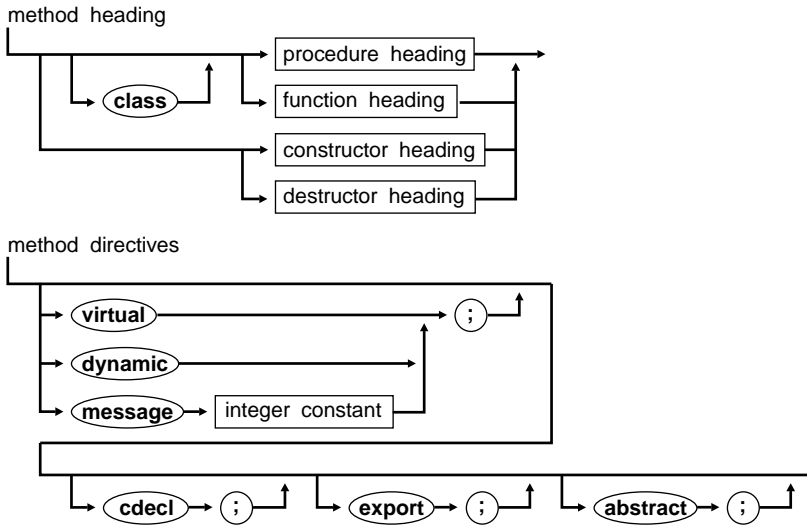 method heading
procedure heading
class
function heading
constructor heading
destructor heading
method directives
virtual ;
dynamic
message integer constant
cdecl ; export ; abstract ;